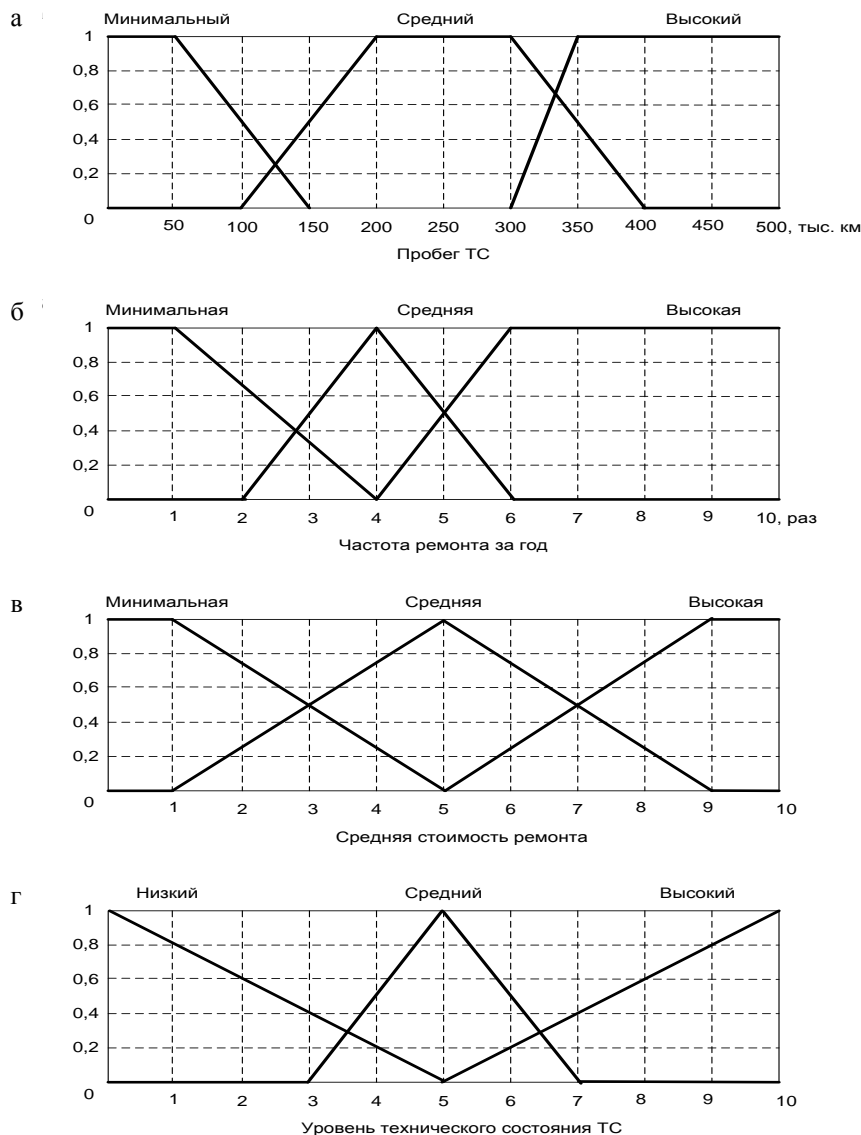 а
Минимальный Средний Высокий
1
0,8
0,6
0,4
0,2
0
50 100 150 200 250 300 350 400 450 500, тыс. км
Пробег ТС
б
Минимальная Средняя Высокая
1
0,8
0,6
0,4
0,2
0
1 2 3 4 5 6 7 8 9 10, раз
Частота ремонта за год
в
Минимальная Средняя Высокая
1
0,8
0,6
0,4
0,2
0
1 2 3 4 5 6 7 8 9 10
Средняя стоимость ремонта
г
Низкий Средний Высокий
1
0,8
0,6
0,4
0,2
0
1 2 3 4 5 6 7 8 9 10
Уровень технического состояния ТС